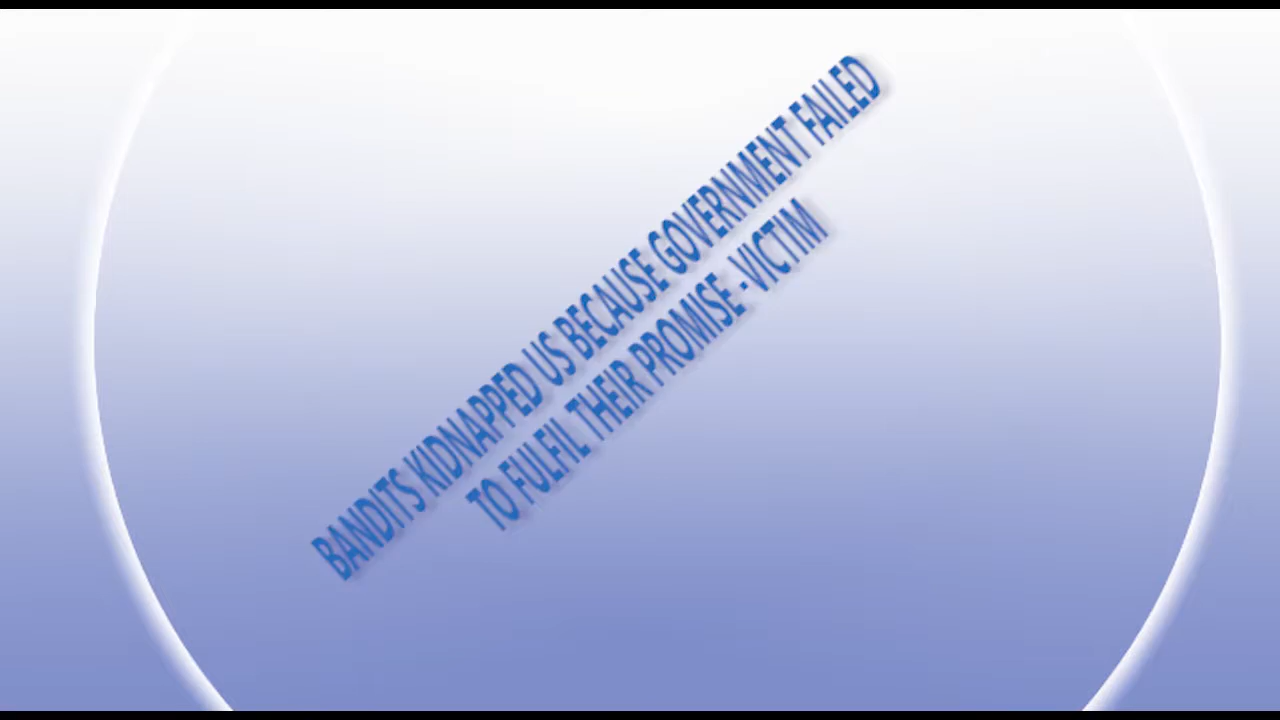 BANDITS KIDNAPPED US BECAUSE GOVERNMENT FAILED
TO FULFIL THEIR PROMISE -VICTIM